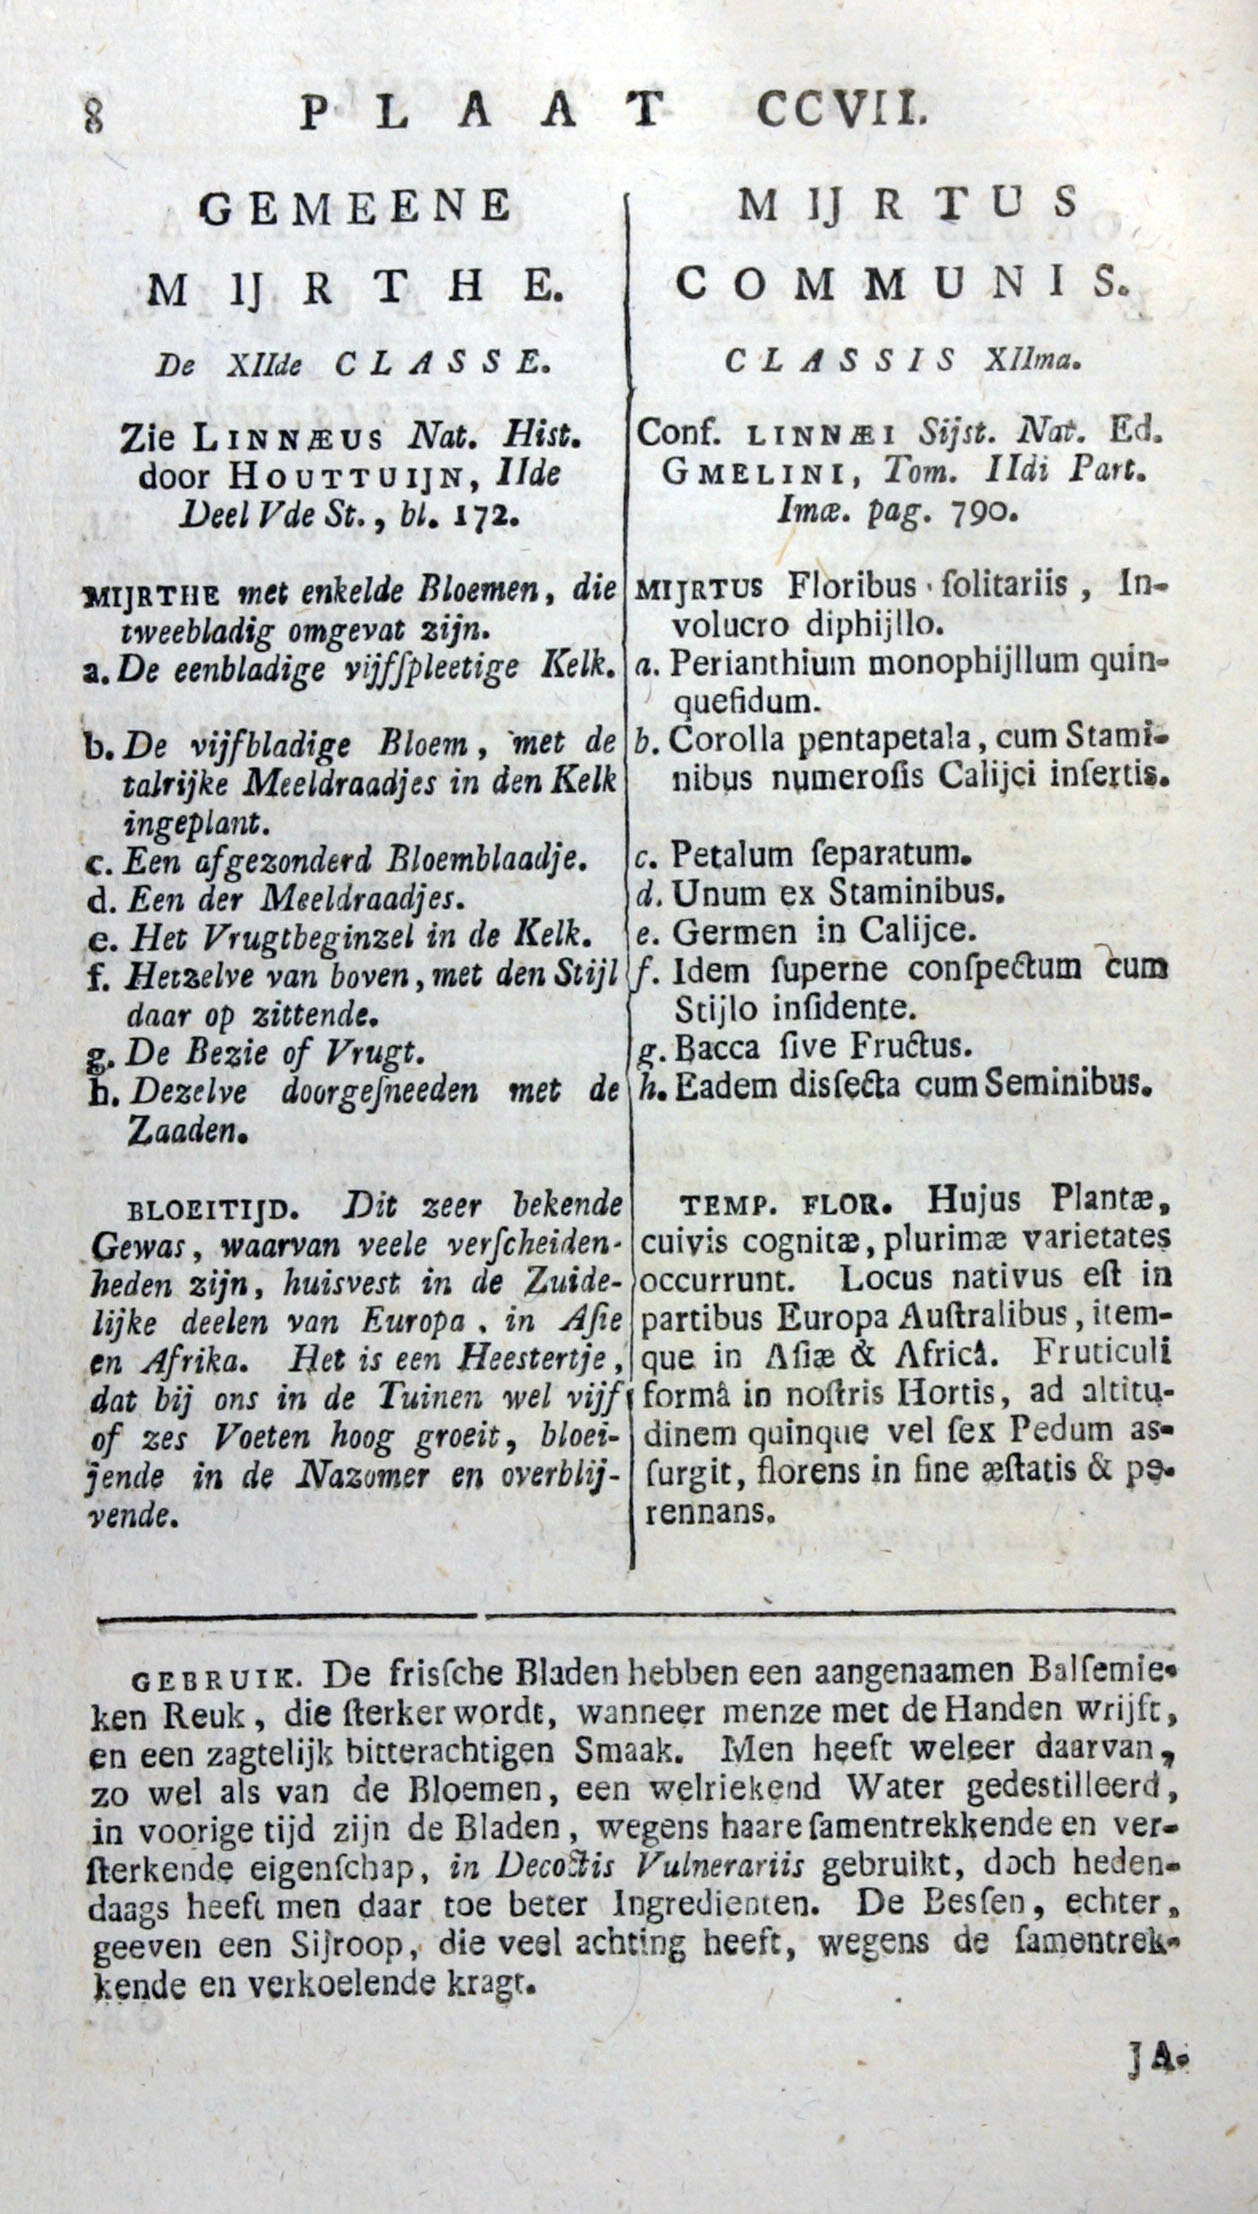 8 PLAAT CCVII.
GEMEENE
MIJRTHE.
De XIIde CLASSE.
Zie LINNÆUS Nat. Hist.
door HOUTTUIJN, IIde
Deel Vde St., bl. 172.
MIJRTHE met enkelde Bloemen, die
tweebladig omgevat zijn.
a. De eenbladige vijfſpleetige Kelk.
b. De vijfbladige Bloem, met de
talrijke Meeldraadjes in den Kelk
ingeplant.
c. Een afgezonderd Bloemblaadje.
d. Een der Meeldraadjes.
e. Het Vrugtbeginzel in de Kelk.
f. Hetzelve van boven, met den Stijl
daar op zittende.
g. De Bezie of Vrugt.
h. Dezelve doorgeſneeden met de
Zaaden.
BLOEITIJD. Dit zeer bekende
Gewas, waarvan veele verſcheiden-
heden zijn, huisvest in de Zuide-
lijke deelen van Europa, in Aſie
en Afrika. Het is een Heestertje,
dat bij ons in de Tuinen wel vijf
of zes Voeten hoog groeit, bloei-
jende in de Nazomer en overblij-
vende.
MIJRTUS
COMMUNIS.
CLASSIS XIIma.
Conf. LINNÆI Sijst. Nat. Ed.
GMELINI, Tom. IIdi Part.
Imæ. pag. 790.
MIJRTUS Floribus ſolitariis, In-
volucro diphijllo.
a. Perianthium monophijllum quin-
quefidum.
b. Corolla pentapetala, cum Stami-
nibus numeroſis Calijci inſertis.
c. Petalum ſeparatum.
d. Unum ex Staminibus.
e. Germen in Calijce.
f. Idem ſuperne conſpectum cum
Stijlo inſidente.
g. Bacca ſive Fructus.
h. Eadem disſecta cum Seminibus.
TEMP. FLOR. Hujus Plantæ,
cuivis cognitæ, plurimæ varietates
occurrunt. Locus nativus eſt in
partibus Europa Auſtralibus, item-
que in Aſiæ & Africâ. Fruticuli
formâ in noſtris Hortis, ad altitu-
dinem quinque vel ſex Pedum as-
ſurgit, florens in fine æſtatis & pe-
rennans.
GEBRUIK. De frisſche Bladen hebben een aangenaamen Balſemie-
ken Reuk, die ſterker wordt, wanneer menze met de Handen wrijft,
en een zagtelijk bitterachtigen Smaak. Men heeft weleer daarvan,
zo wel als van de Bloemen, een welriekend Water gedestilleerd,
in voorige tijd zijn de Bladen, wegens haare ſamentrekkende en ver-
ſterkende eigenſchap, in Decoctis Vulnerariis gebruikt, doch heden-
daags heeft men daar toe beter Ingredienten. De Besſen, echter,
geeven een Sijroop, die veel achting heeft, wegens de ſamentrek-
kende en verkoelende kragt.
JA-